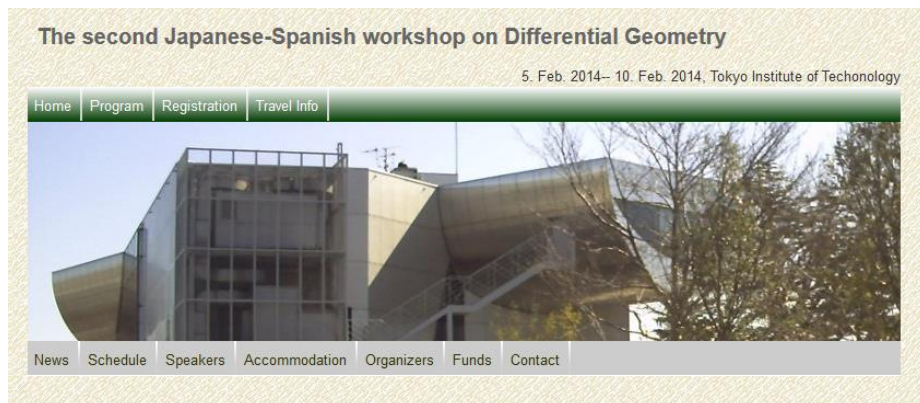 The second Japanese-Spanish workshop on Differential Geometry
5. Feb. 2014-- 10. Feb. 2014, Tokyo Institute of Techonology
Home Program Registration Travel Info
News Schedule Speakers Accommodation Organizers Funds Contact